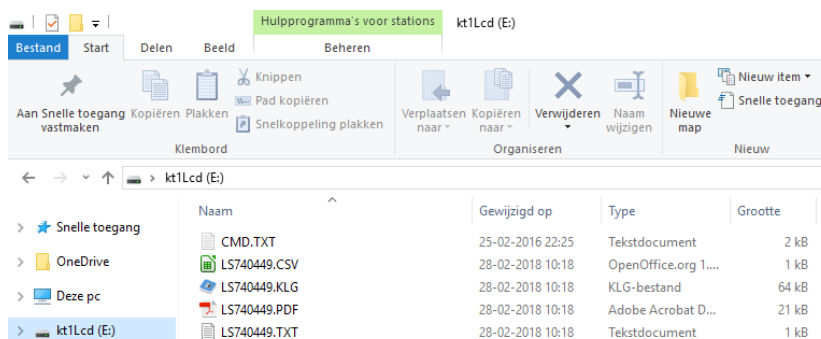 Hulpprogramma's voor stations kt1Lcd (E:)
Bestand Start Delen Beeld Beheren
Aan Snelle toegang vastmaken
Kopiëren
Plakken
Knippen
Pad kopiëren
Snelkoppeling plakken
Klembord
Verplaatsen naar
Kopiëren naar
Verwijderen
Naam wijzigen
Organiseren
Nieuwe map
Nieuw item
Snelle toegang
Nieuw
kt1Lcd (E:)
Snelle toegang
OneDrive
Deze pc
kt1Lcd (E:)
Naam Gewijzigd op Type Grootte
CMD.TXT 25-02-2016 22:25 Tekstdocument 2 kB
LS740449.CSV 28-02-2018 10:18 OpenOffice.org 1.... 1 kB
LS740449.KLG 28-02-2018 10:18 KLG-bestand 64 kB
LS740449.PDF 28-02-2018 10:18 Adobe Acrobat D... 21 kB
LS740449.TXT 28-02-2018 10:18 Tekstdocument 1 kB